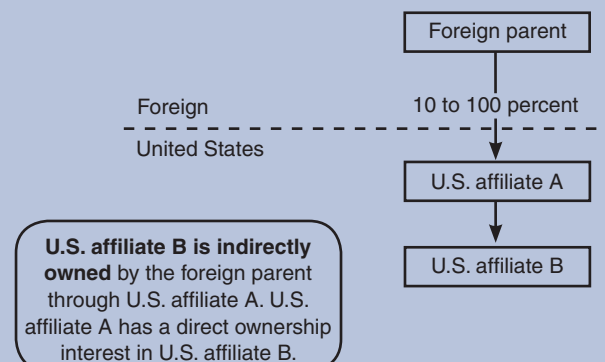 Foreign parent
Foreign
10 to 100 percent
United States
U.S. affiliate A
U.S. affiliate B
U.S. affiliate B is indirectly
owned by the foreign parent
through U.S. affiliate A. U.S.
affiliate A has a direct ownership
interest in U.S. affiliate B.